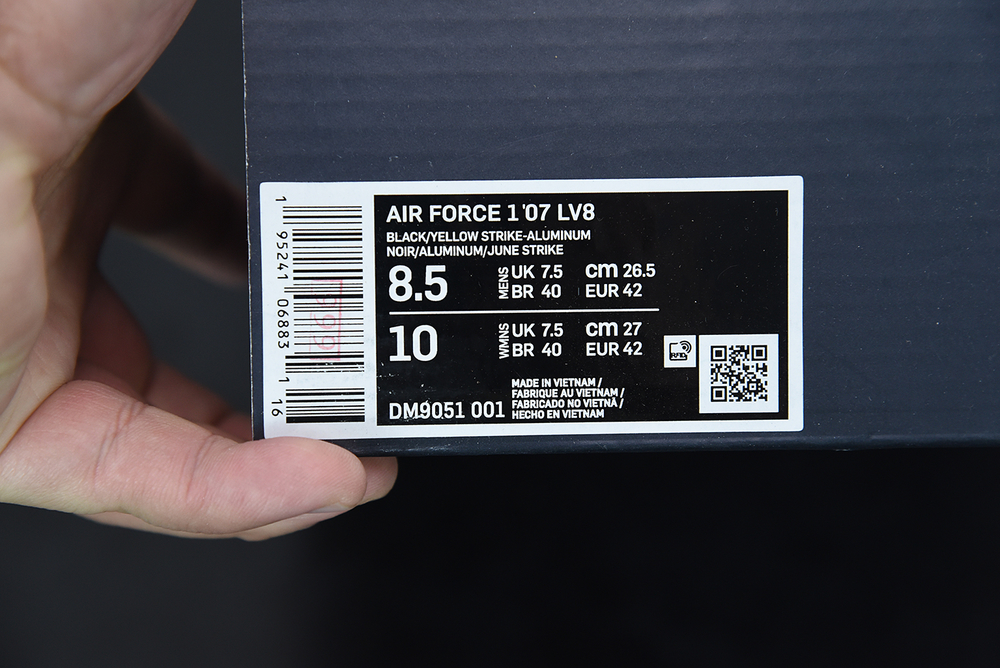 1 95241 06883 1 16
AIR FORCE 1 '07 LV8
BLACK/YELLOW STRIKE-ALUMINUM
NOIR/ALUMINUM/JUNE STRIKE
8.5 MENS UK 7.5 cm 26.5
BR 40 EUR 42
10 WMNS UK 7.5 cm 27
BR 40 EUR 42
RFID
MADE IN VIETNAM /
FABRIQUE AU VIETNAM /
FABRICADO NO VIETNÃ /
HECHO EN VIETNAM
DM9051 001